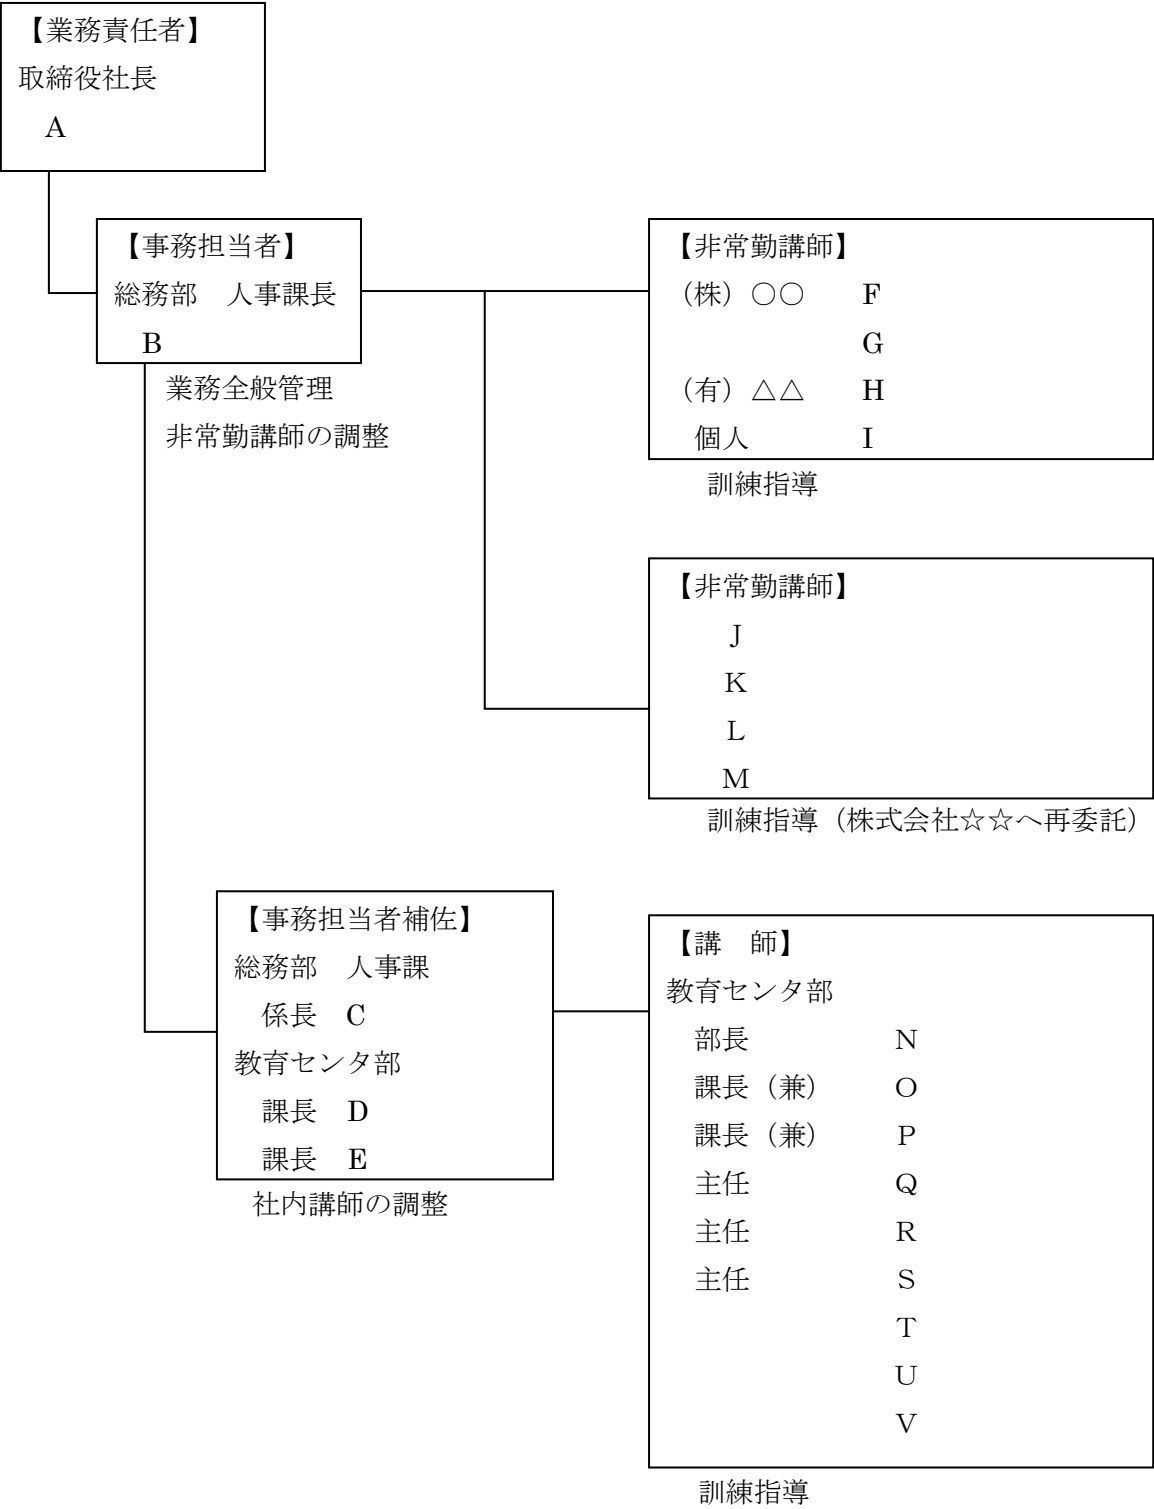 【業務責任者】
取締役社長
A
【事務担当者】
総務部　人事課長
B
業務全般管理
非常勤講師の調整
【非常勤講師】
（株）○○　F
G
（有）△△　H
個人　I
訓練指導
【非常勤講師】
J
K
L
M
訓練指導（株式会社☆☆へ再委託）
【事務担当者補佐】
総務部　人事課
係長　C
教育センタ部
課長　D
課長　E
社内講師の調整
【講　師】
教育センタ部
部長　N
課長（兼）　O
課長（兼）　P
主任　Q
主任　R
主任　S
T
U
V
訓練指導